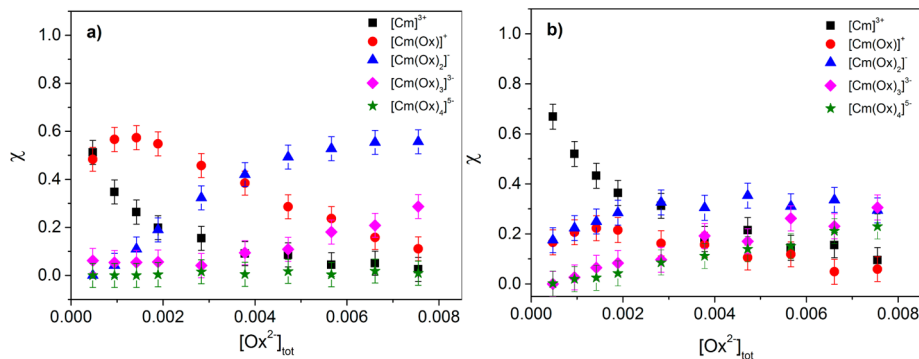 a)
[Cm]³⁺
[Cm(Ox)]⁺
[Cm(Ox)₂]⁻
[Cm(Ox)₃]³⁻
[Cm(Ox)₄]⁵⁻
1.0
0.8
0.6
0.4
0.2
0.0
χ
0.000 0.002 0.004 0.006 0.008
[Ox²⁻]tot
b)
[Cm]³⁺
[Cm(Ox)]⁺
[Cm(Ox)₂]⁻
[Cm(Ox)₃]³⁻
[Cm(Ox)₄]⁵⁻
1.0
0.8
0.6
0.4
0.2
0.0
χ
0.000 0.002 0.004 0.006 0.008
[Ox²⁻]tot